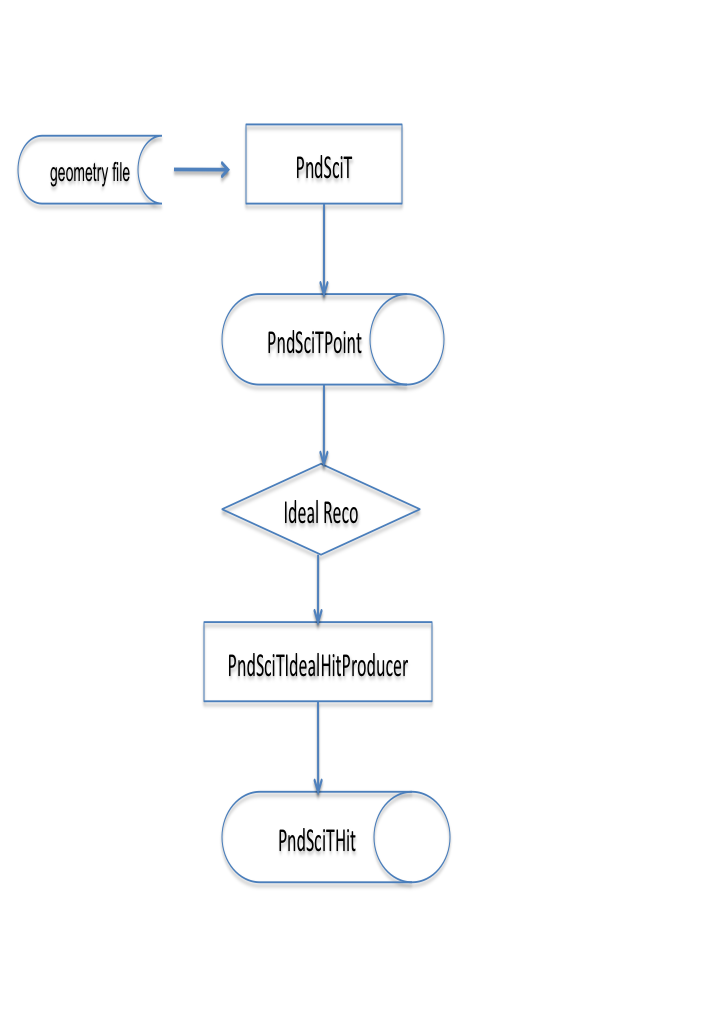 geometry file
PndSciT
PndSciTPoint
Ideal Reco
PndSciTIdealHitProducer
PndSciTHit